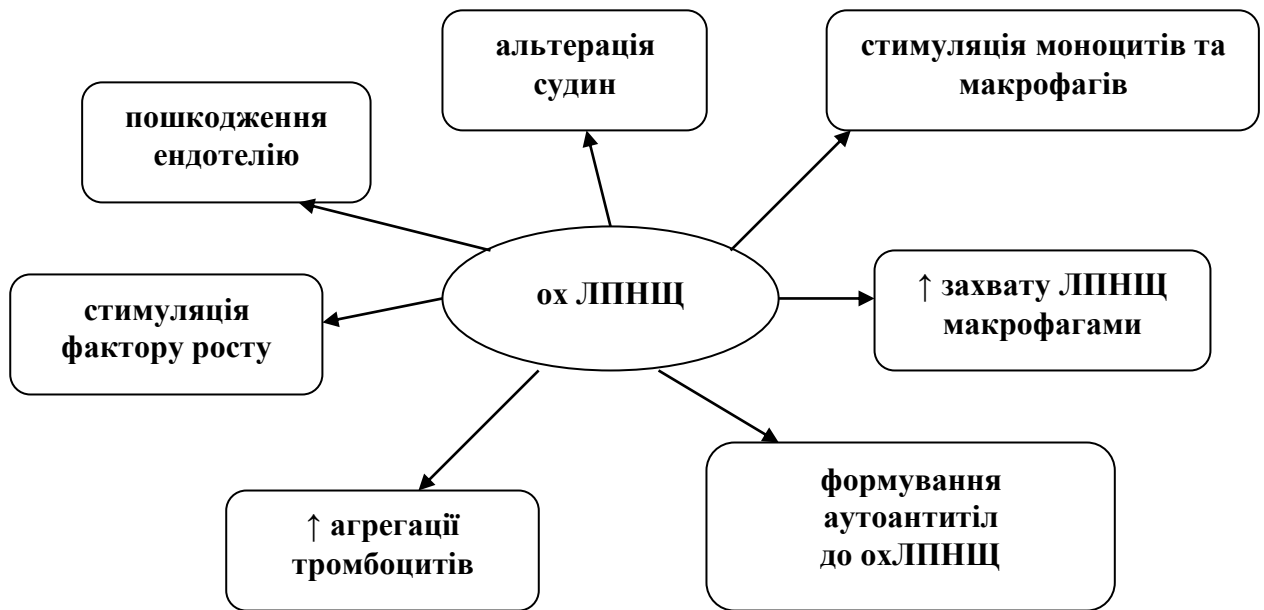 альтерація
судин
стимуляція моноцитів та
макрофагів
пошкодження
ендотелію
ох ЛПНЩ
↑ захвату ЛПНЩ
макрофагами
стимуляція
фактору росту
↑ агрегації
тромбоцитів
формування
аутоантитіл
до охЛПНЩ